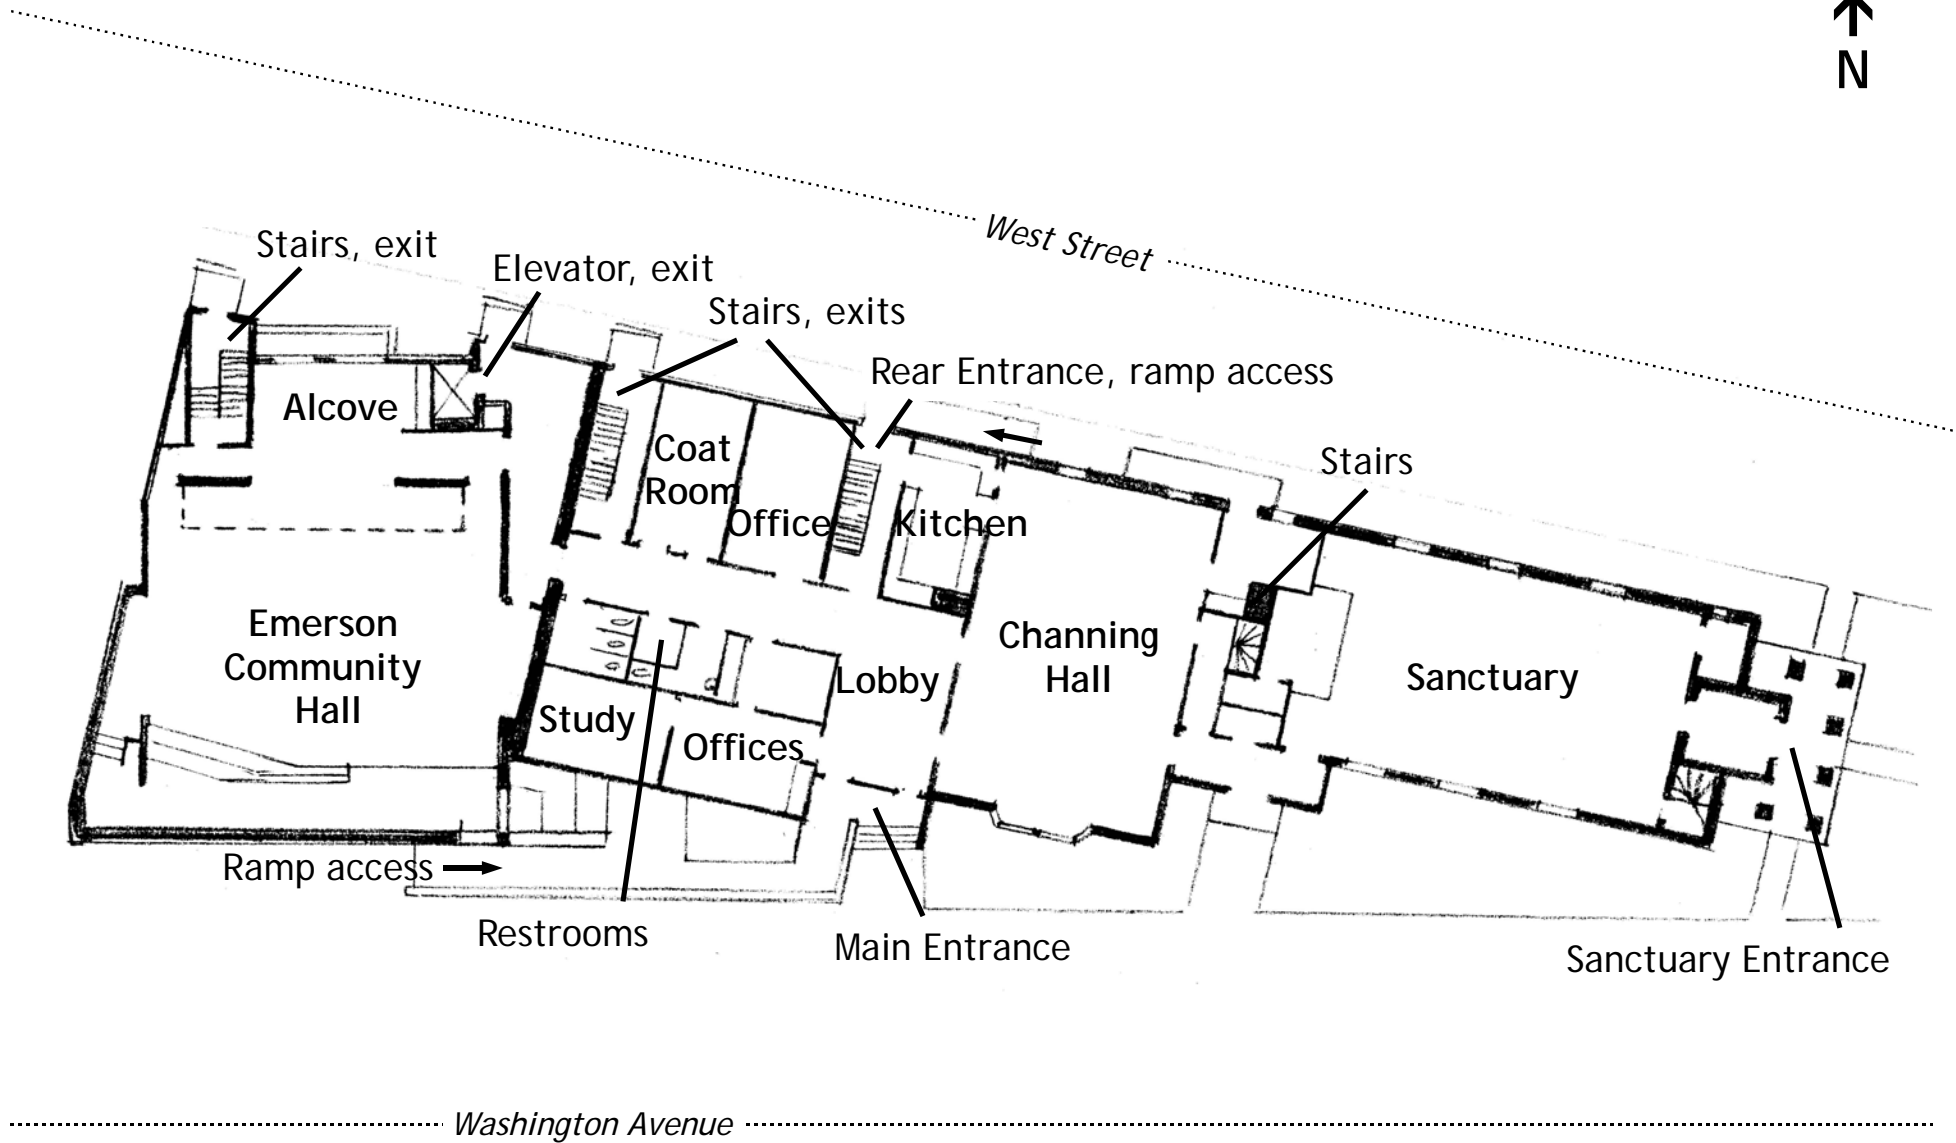 N
West Street
Stairs, exit
Elevator, exit
Stairs, exits
Rear Entrance, ramp access
Alcove
Coat
Room
Office
Kitchen
Stairs
Emerson
Community
Hall
Study
Offices
Lobby
Channing
Hall
Sanctuary
Ramp access
Restrooms
Main Entrance
Sanctuary Entrance
Washington Avenue